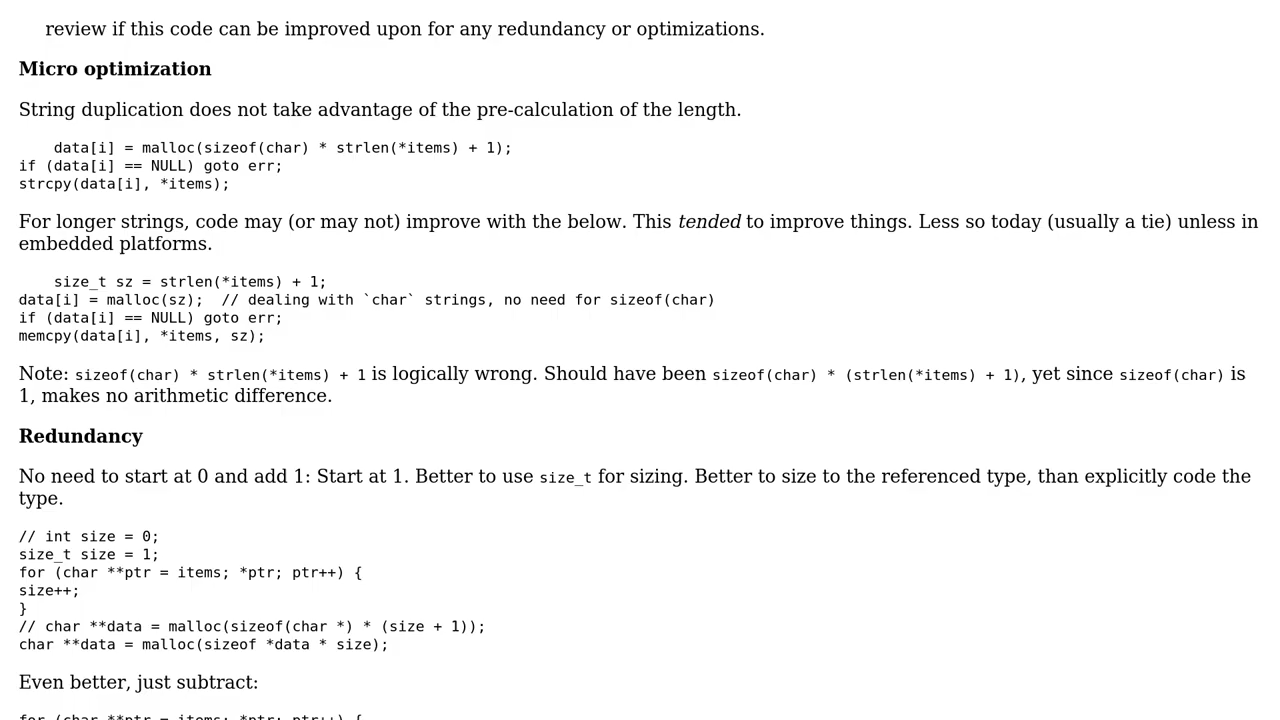 review if this code can be improved upon for any redundancy or optimizations.
Micro optimization
String duplication does not take advantage of the pre-calculation of the length.
data[i] = malloc(sizeof(char) * strlen(*items) + 1);
if (data[i] == NULL) goto err;
strcpy(data[i], *items);
For longer strings, code may (or may not) improve with the below. This tended to improve things. Less so today (usually a tie) unless in
embedded platforms.
size_t sz = strlen(*items) + 1;
data[i] = malloc(sz);  // dealing with `char` strings, no need for sizeof(char)
if (data[i] == NULL) goto err;
memcpy(data[i], *items, sz);
Note: sizeof(char) * strlen(*items) + 1 is logically wrong. Should have been sizeof(char) * (strlen(*items) + 1), yet since sizeof(char) is
1, makes no arithmetic difference.
Redundancy
No need to start at 0 and add 1: Start at 1. Better to use size_t for sizing. Better to size to the referenced type, than explicitly code the
type.
// int size = 0;
size_t size = 1;
for (char **ptr = items; *ptr; ptr++) {
size++;
}
// char **data = malloc(sizeof(char *) * (size + 1));
char **data = malloc(sizeof *data * size);
Even better, just subtract:
for (char **ptr = items; *ptr; ptr++) {